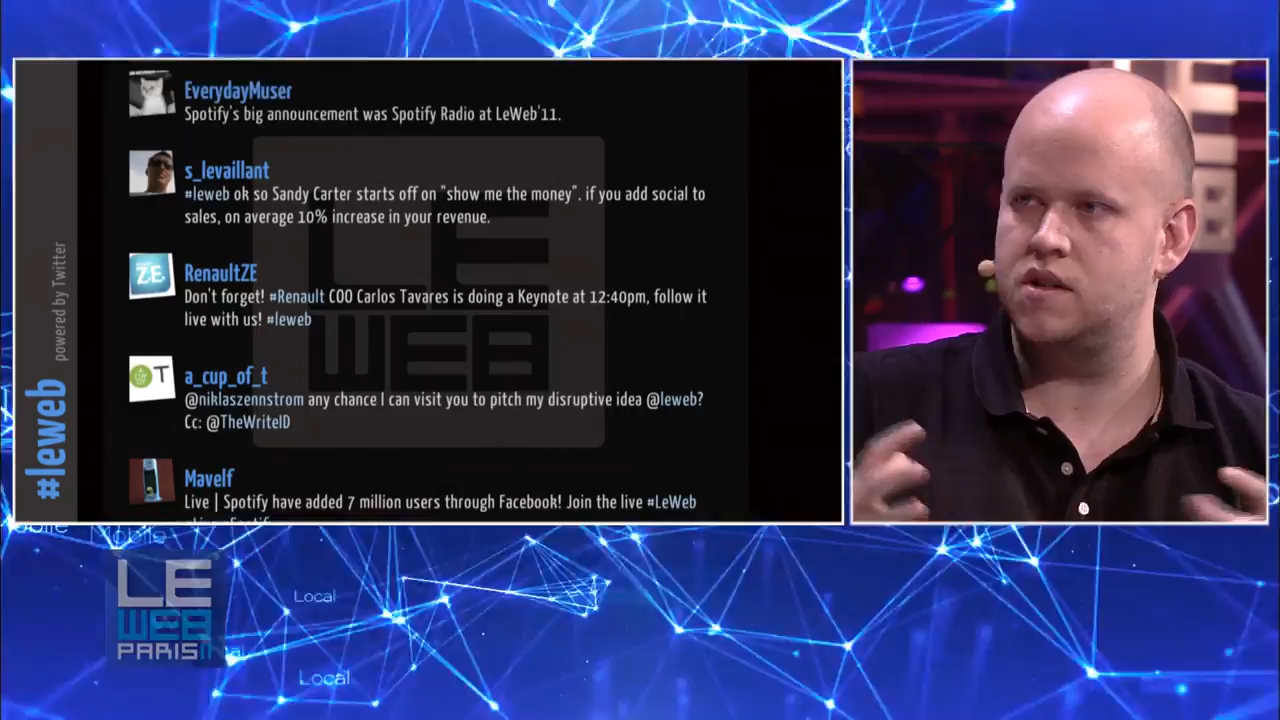 EverydayMuser
Spotify's big announcement was Spotify Radio at LeWeb'11.
s_levaillant
#leweb ok so Sandy Carter starts off on "show me the money". if you add social to
sales, on average 10% increase in your revenue.
RenaultZE
Don't forget! #Renault COO Carlos Tavares is doing a Keynote at 12:40pm, follow it
live with us! #leweb
a_cup_of_t
@niklaszennstrom any chance I can visit you to pitch my disruptive idea @leweb?
Cc: @TheWriteID
Mavelf
Live | Spotify have added 7 million users through Facebook! Join the live #LeWeb
#leweb powered by Twitter
Z.E.
T
LE
WEB
Mobile
LE
WEB
PARIS
Local
Local